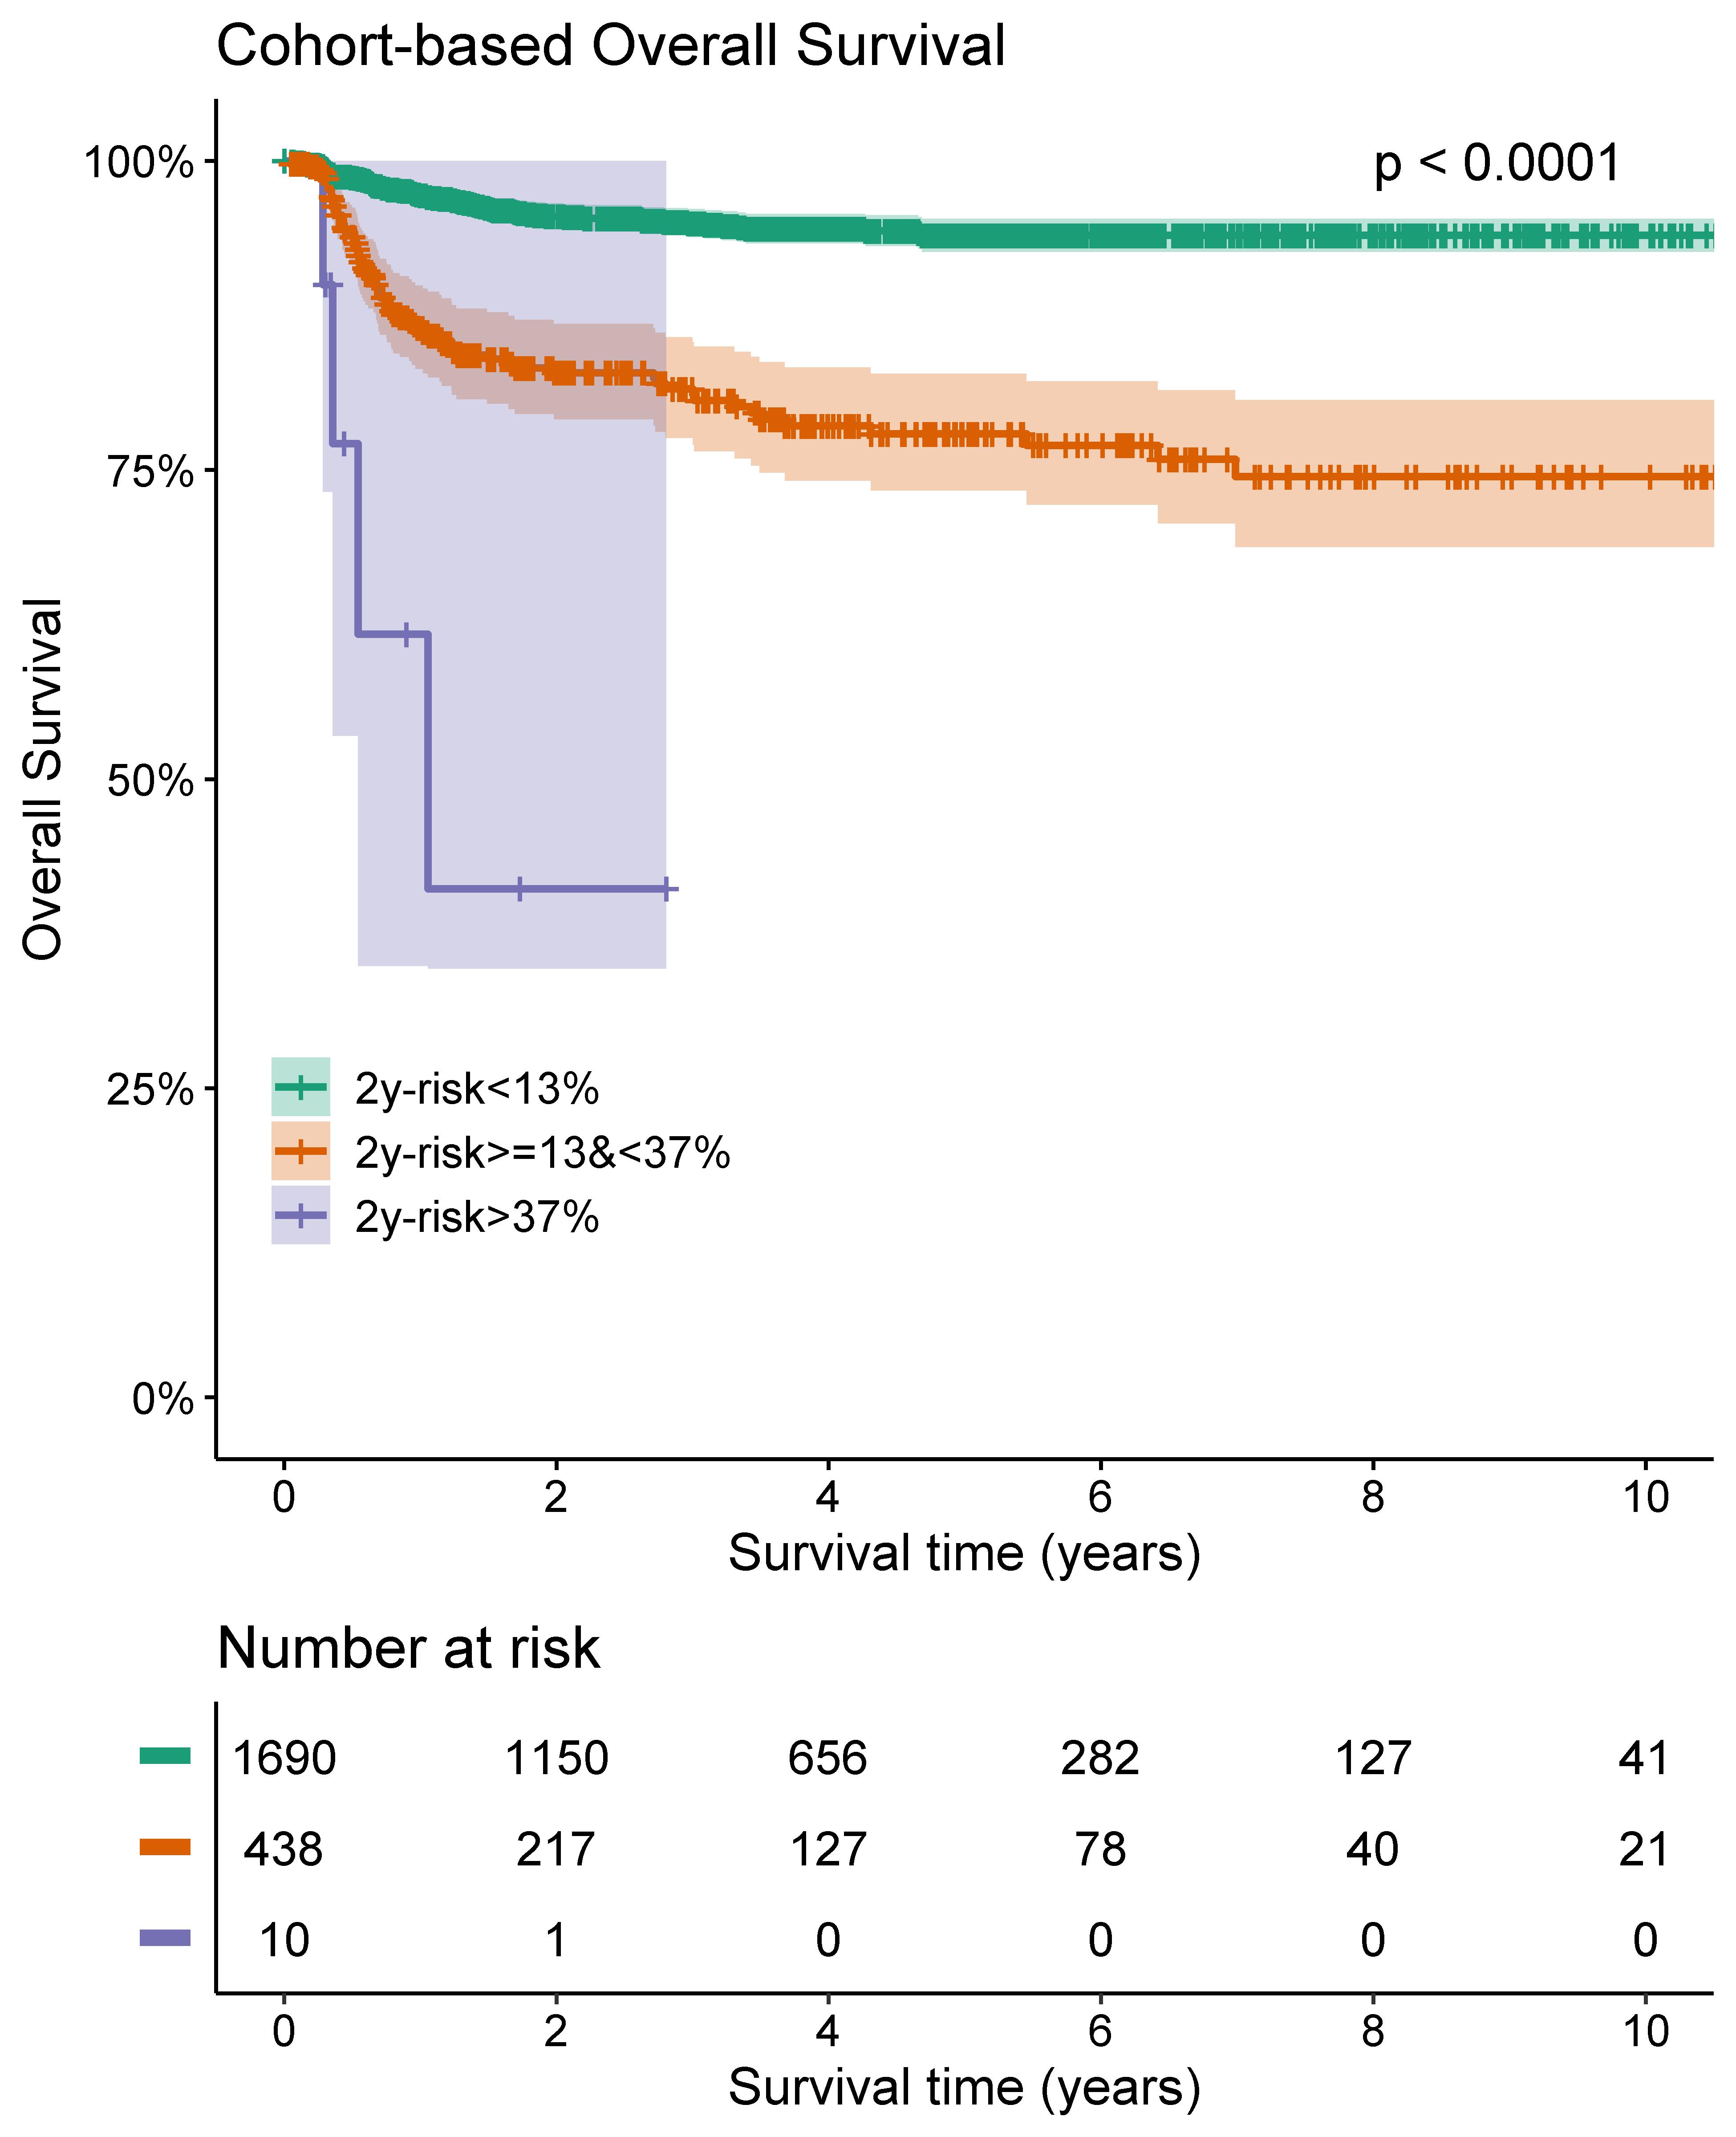 Cohort-based Overall Survival
p < 0.0001
100%
75%
50%
25%
0%
Overall Survival
2y-risk<13%
2y-risk>=13&<37%
2y-risk>37%
0 2 4 6 8 10
Survival time (years)
Number at risk
1690 1150 656 282 127 41
438 217 127 78 40 21
10 1 0 0 0 0
0 2 4 6 8 10
Survival time (years)